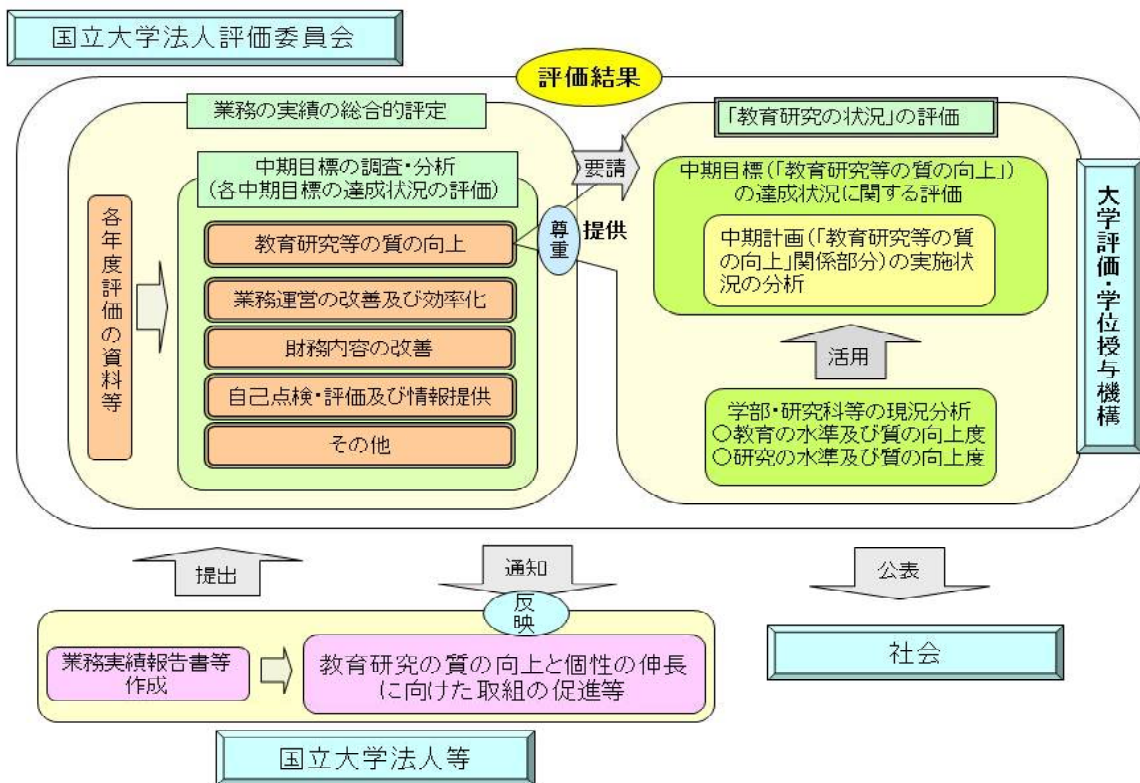 国立大学法人評価委員会
評価結果
業務の実績の総合的評定
中期目標の調査・分析
(各中期目標の達成状況の評価)
各年度評価の資料等
教育研究等の質の向上
業務運営の改善及び効率化
財務内容の改善
自己点検・評価及び情報提供
その他
要請
尊重
提供
「教育研究の状況」の評価
中期目標(「教育研究等の質の向上」)
の達成状況に関する評価
中期計画(「教育研究等の質
の向上」関係部分)の実施状
況の分析
活用
学部・研究科等の現況分析
○教育の水準及び質の向上度
○研究の水準及び質の向上度
大学評価・学位授与機構
提出
通知
公表
反映
業務実績報告書等
作成
教育研究の質の向上と個性の伸長
に向けた取組の促進等
社会
国立大学法人等